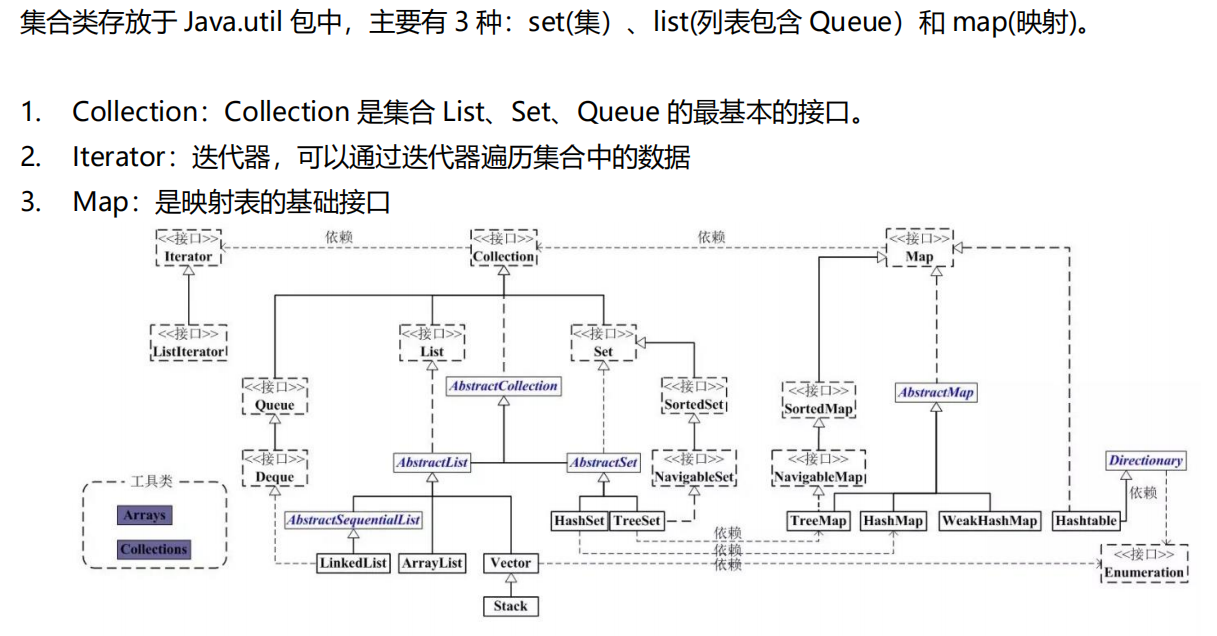 集合类存放于 Java.util 包中，主要有 3 种：set(集）、list(列表包含 Queue）和 map(映射)。
1. Collection：Collection 是集合 List、Set、Queue 的最基本的接口。
2. Iterator：迭代器，可以通过迭代器遍历集合中的数据
3. Map：是映射表的基础接口
<<接口>>
Iterator
依赖
<<接口>>
Collection
依赖
<<接口>>
Map
<<接口>>
ListIterator
<<接口>>
List
<<接口>>
Set
<<接口>>
Queue
AbstractCollection
<<接口>>
SortedSet
<<接口>>
SortedMap
AbstractMap
<<接口>>
Deque
AbstractList
AbstractSet
<<接口>>
NavigableSet
<<接口>>
NavigableMap
Directionary
依赖
工具类
Arrays
Collections
AbstractSequentialList
HashSet
TreeSet
TreeMap
HashMap
WeakHashMap
Hashtable
依赖
依赖
依赖
LinkedList
ArrayList
Vector
<<接口>>
Enumeration
Stack